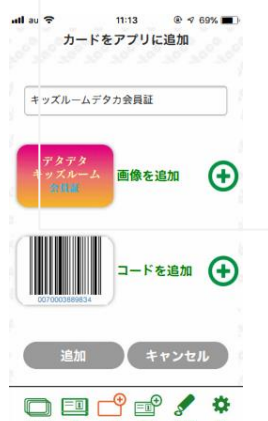 au 11:13 69%
カードをアプリに追加
キッズルームデタカ会員証
デタデタ
キッズルーム
会員証
画像を追加
0070003889834
コードを追加
追加 キャンセル